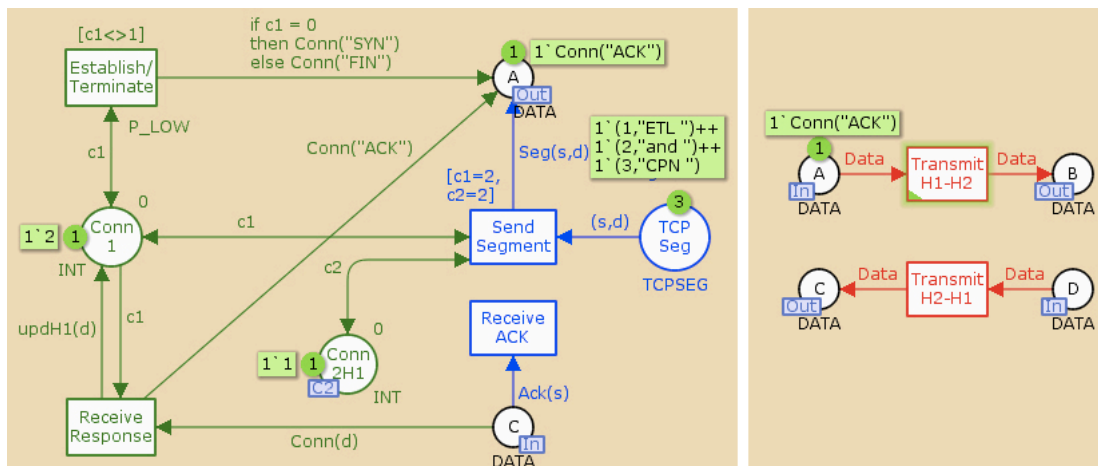 [c1<>1]
Establish/
Terminate
if c1 = 0
then Conn("SYN")
else Conn("FIN")
1
1`Conn("ACK")
A
Out
DATA
P_LOW
c1
Conn("ACK")
Seg(s,d)
1`(1,"ETL ")++
1`(2,"and ")++
1`(3,"CPN ")
[c1=2,
c2=2]
3
0
1`2
1
Conn
1
INT
c1
Send
Segment
(s,d)
TCP
Seg
TCPSEG
c2
updH1(d)
c1
0
1`1
1
Conn
2H1
C2
INT
Receive
ACK
Ack(s)
Receive
Response
Conn(d)
C
In
DATA
1`Conn("ACK")
1
A
In
DATA
Data
Transmit
H1-H2
Data
B
Out
DATA
C
Out
DATA
Data
Transmit
H2-H1
Data
D
In
DATA